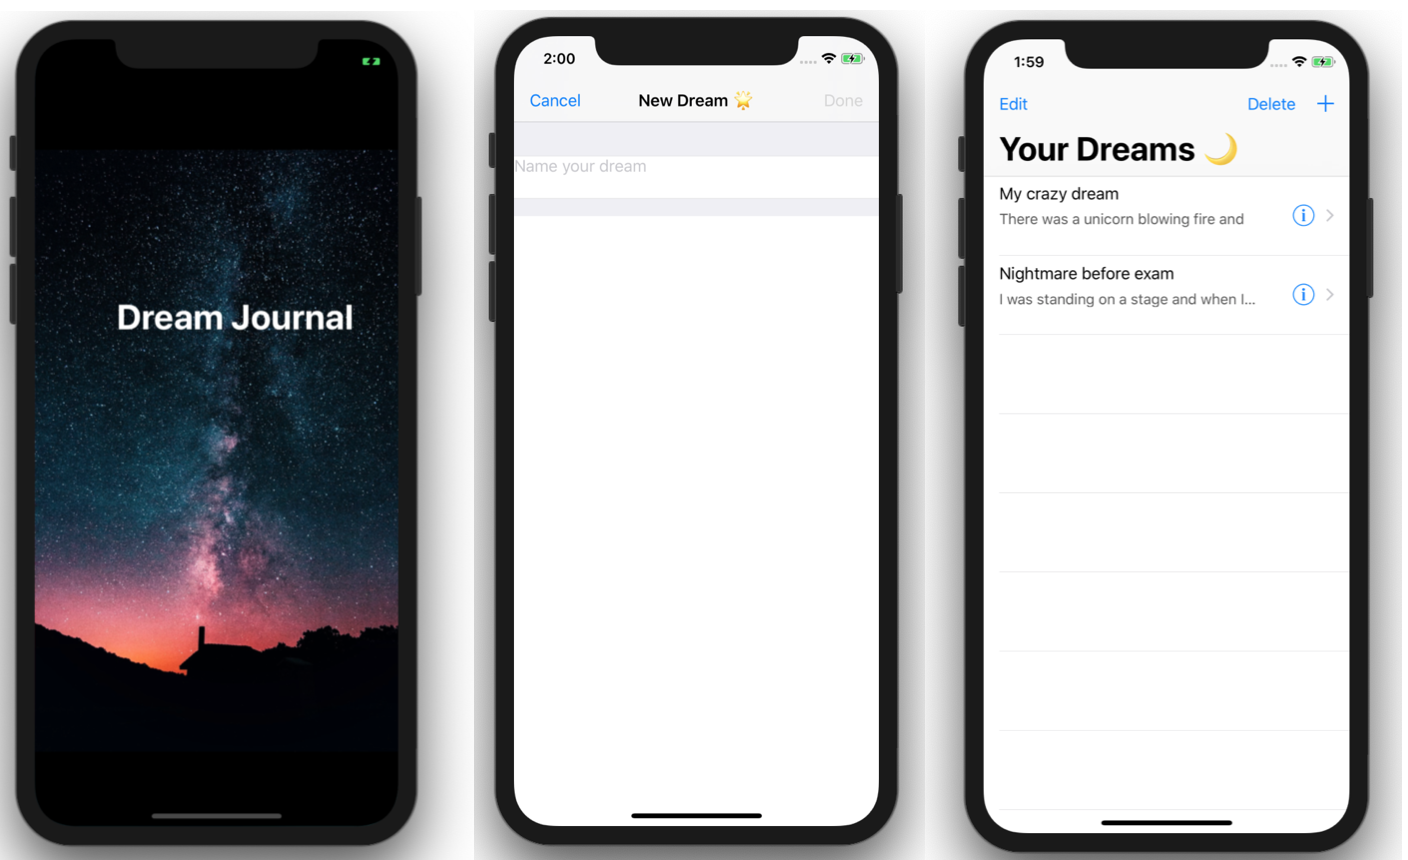 Dream Journal
2:00
Cancel New Dream 🌟 Done
Name your dream
1:59
Edit Delete +
Your Dreams 🌙
My crazy dream
There was a unicorn blowing fire and
Nightmare before exam
I was standing on a stage and when I...